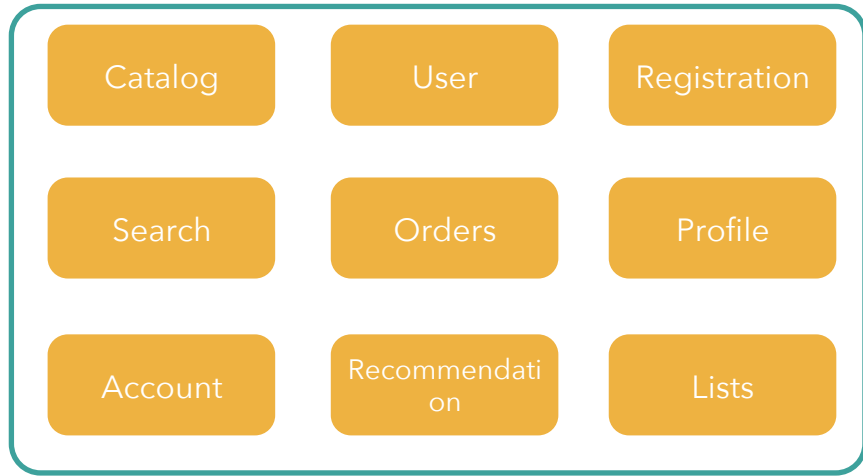 Catalog
User
Registration
Search
Orders
Profile
Account
Recommendati
on
Lists